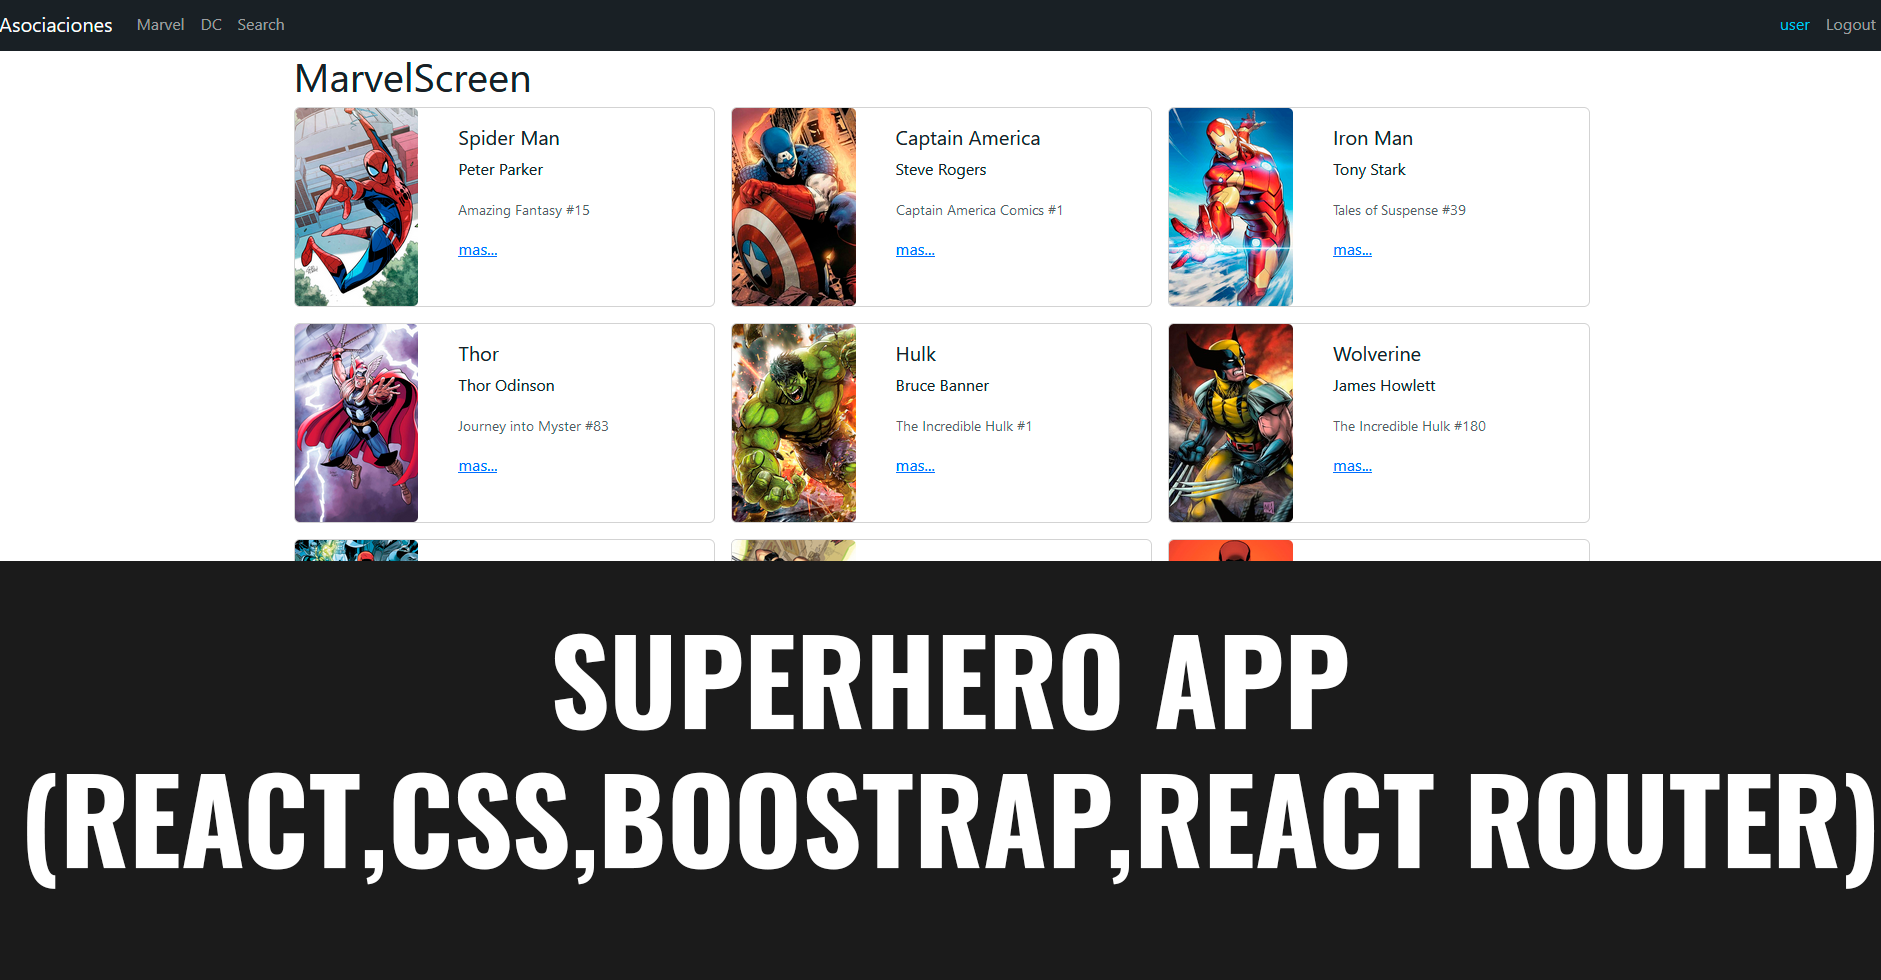 Asociaciones Marvel DC Search user Logout
MarvelScreen
Spider Man
Peter Parker
Amazing Fantasy #15
mas...
Captain America
Steve Rogers
Captain America Comics #1
mas...
Iron Man
Tony Stark
Tales of Suspense #39
mas...
Thor
Thor Odinson
Journey into Myster #83
mas...
Hulk
Bruce Banner
The Incredible Hulk #1
mas...
Wolverine
James Howlett
The Incredible Hulk #180
mas...
SUPERHERO APP
(REACT,CSS,BOOSTRAP,REACT ROUTER)